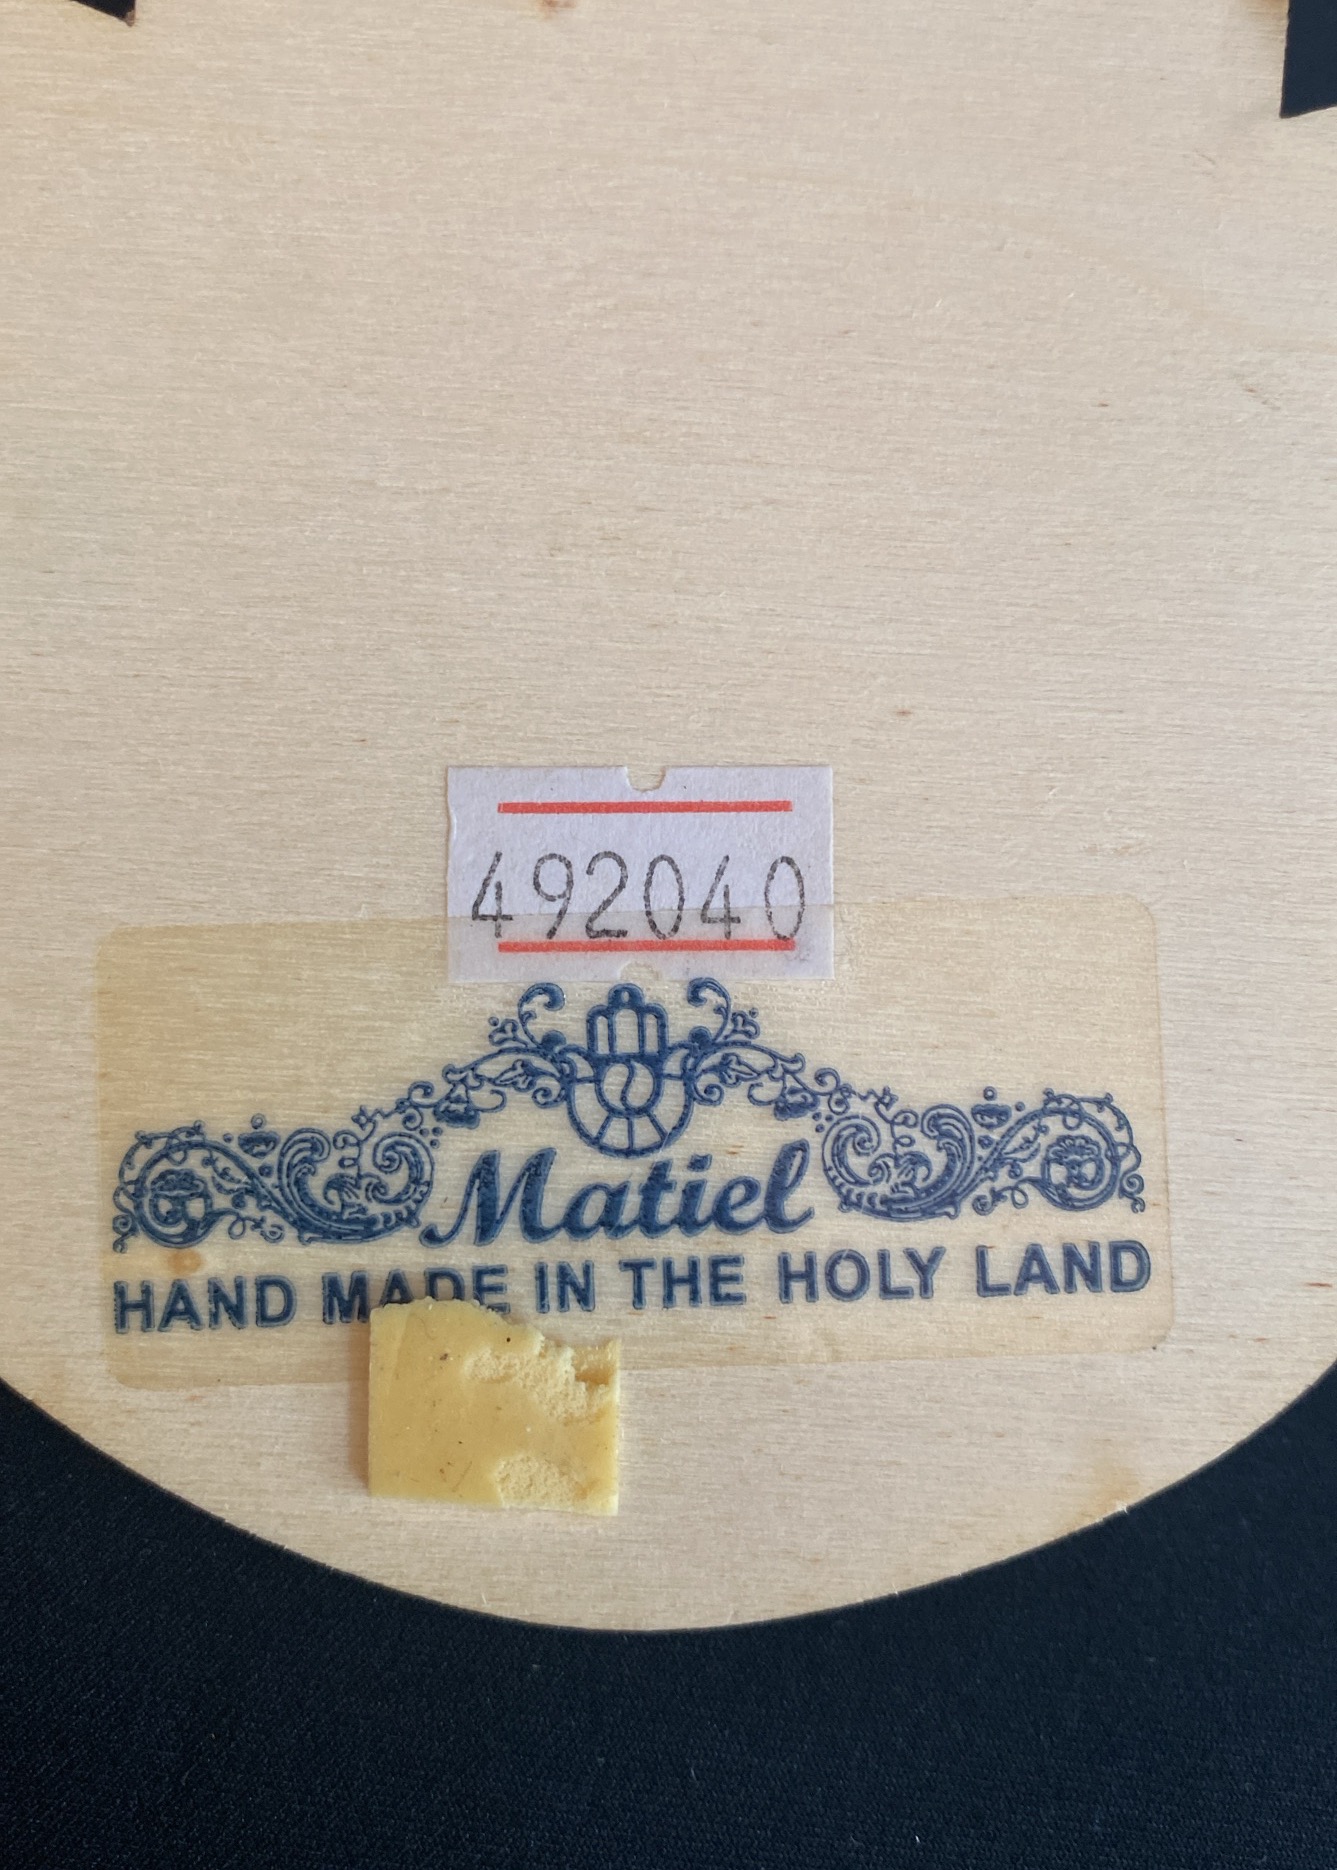 492040
Matiel
HAND MADE IN THE HOLY LAND